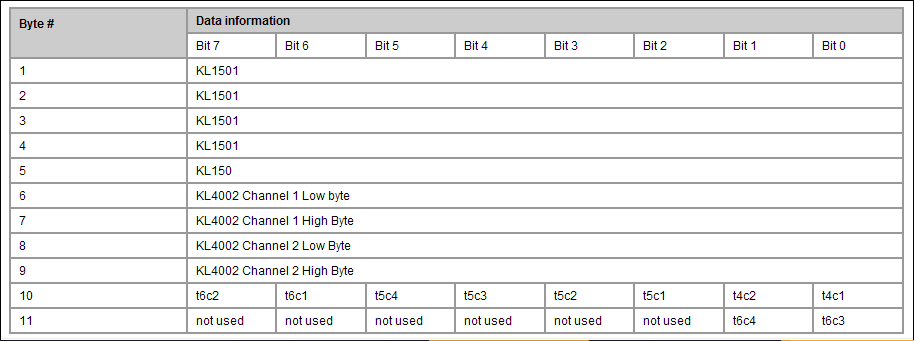 Byte # Data information
Bit 7 Bit 6 Bit 5 Bit 4 Bit 3 Bit 2 Bit 1 Bit 0
1 KL1501
2 KL1501
3 KL1501
4 KL1501
5 KL150
6 KL4002 Channel 1 Low byte
7 KL4002 Channel 1 High Byte
8 KL4002 Channel 2 Low Byte
9 KL4002 Channel 2 High Byte
10 t6c2 t6c1 t5c4 t5c3 t5c2 t5c1 t4c2 t4c1
11 not used not used not used not used not used not used t6c4 t6c3